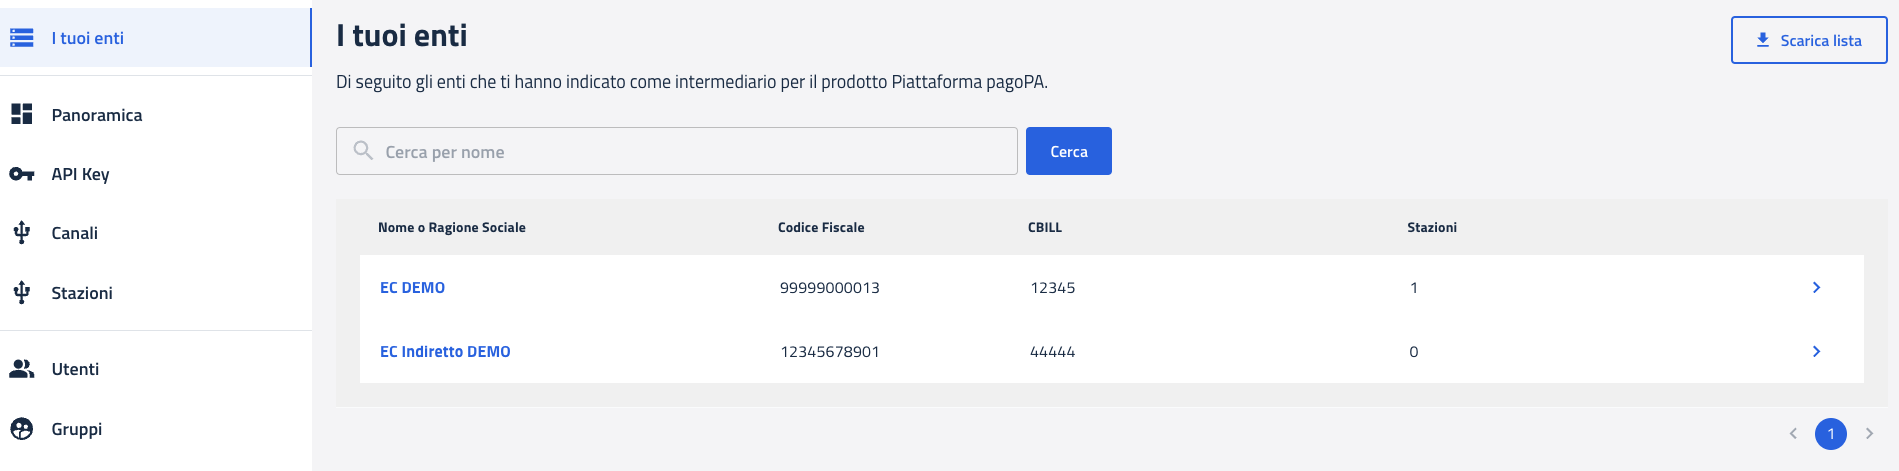 I tuoi enti
Panoramica
API Key
Canali
Stazioni
Utenti
Gruppi
I tuoi enti
Scarica lista
Di seguito gli enti che ti hanno indicato come intermediario per il prodotto Piattaforma pagoPA.
Cerca per nome
Cerca
Nome o Ragione Sociale Codice Fiscale CBILL Stazioni
EC DEMO 99999000013 12345 1
EC Indiretto DEMO 12345678901 44444 0
1